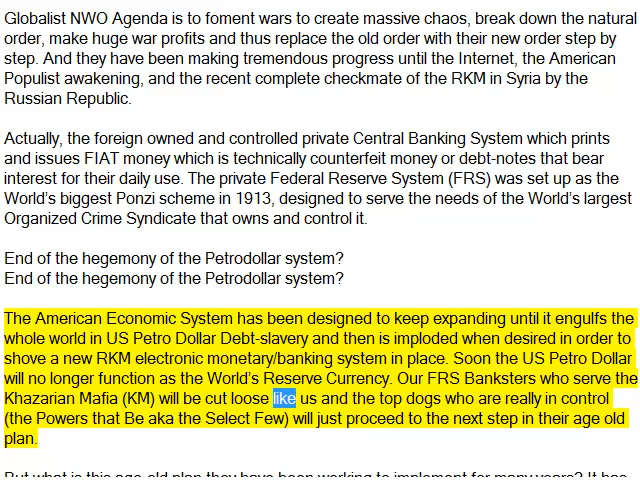 Globalist NWO Agenda is to foment wars to create massive chaos, break down the natural
order, make huge war profits and thus replace the old order with their new order step by
step. And they have been making tremendous progress until the Internet, the American
Populist awakening, and the recent complete checkmate of the RKM in Syria by the
Russian Republic.
Actually, the foreign owned and controlled private Central Banking System which prints
and issues FIAT money which is technically counterfeit money or debt-notes that bear
interest for their daily use. The private Federal Reserve System (FRS) was set up as the
World’s biggest Ponzi scheme in 1913, designed to serve the needs of the World’s largest
Organized Crime Syndicate that owns and control it.
End of the hegemony of the Petrodollar system?
End of the hegemony of the Petrodollar system?
The American Economic System has been designed to keep expanding until it engulfs the
whole world in US Petro Dollar Debt-slavery and then is imploded when desired in order to
shove a new RKM electronic monetary/banking system in place. Soon the US Petro Dollar
will no longer function as the World’s Reserve Currency. Our FRS Banksters who serve the
Khazarian Mafia (KM) will be cut loose like us and the top dogs who are really in control
(the Powers that Be aka the Select Few) will just proceed to the next step in their age old
plan.
But what is this age old plan they have been working to implement for many years? It has